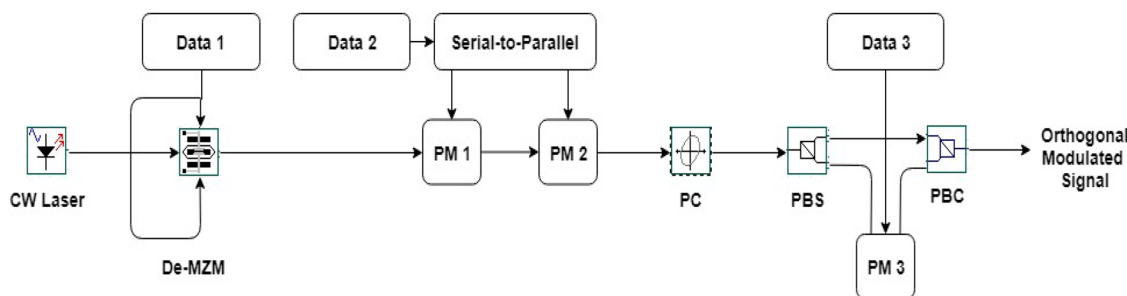 Data 1
Data 2
Serial-to-Parallel
Data 3
CW Laser
De-MZM
PM 1
PM 2
PC
PBS
PBC
PM 3
Orthogonal
Modulated
Signal